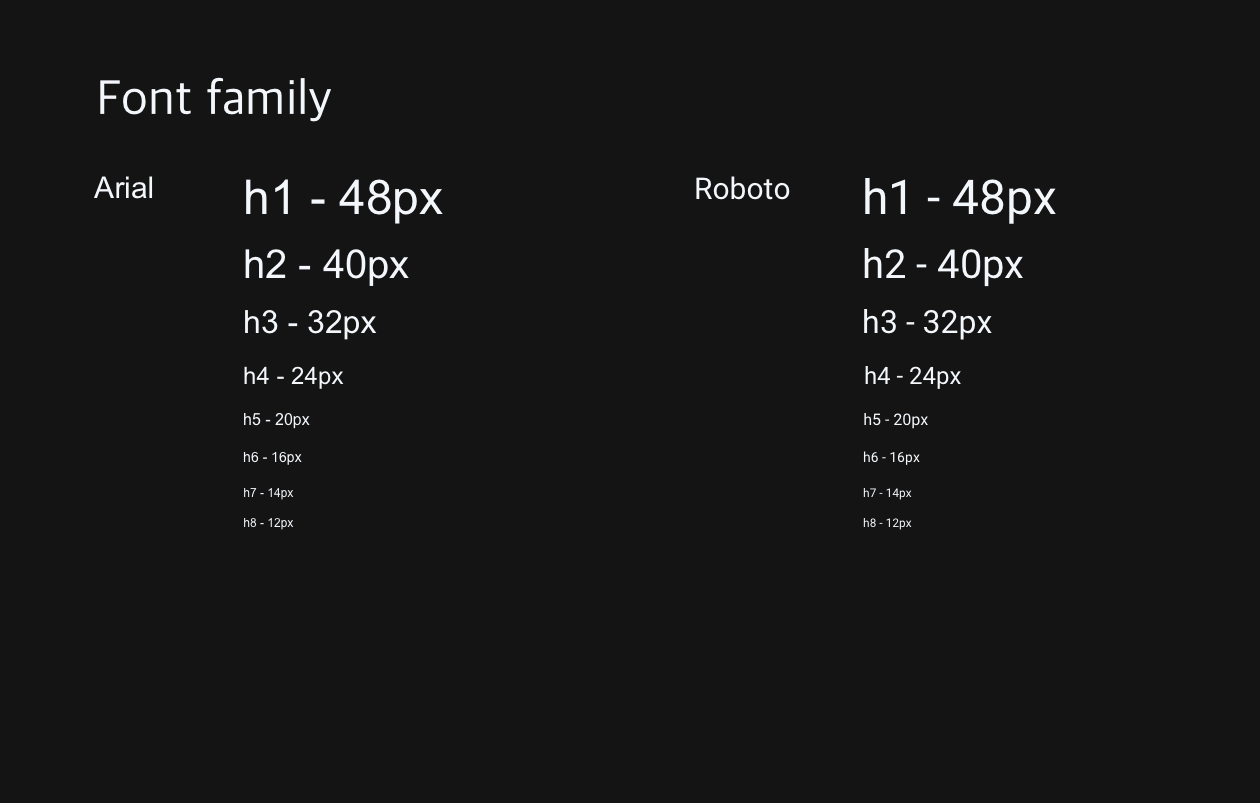 Font family
Arial
h1 - 48px
h2 - 40px
h3 - 32px
h4 - 24px
h5 - 20px
h6 - 16px
h7 - 14px
h8 - 12px
Roboto
h1 - 48px
h2 - 40px
h3 - 32px
h4 - 24px
h5 - 20px
h6 - 16px
h7 - 14px
h8 - 12px